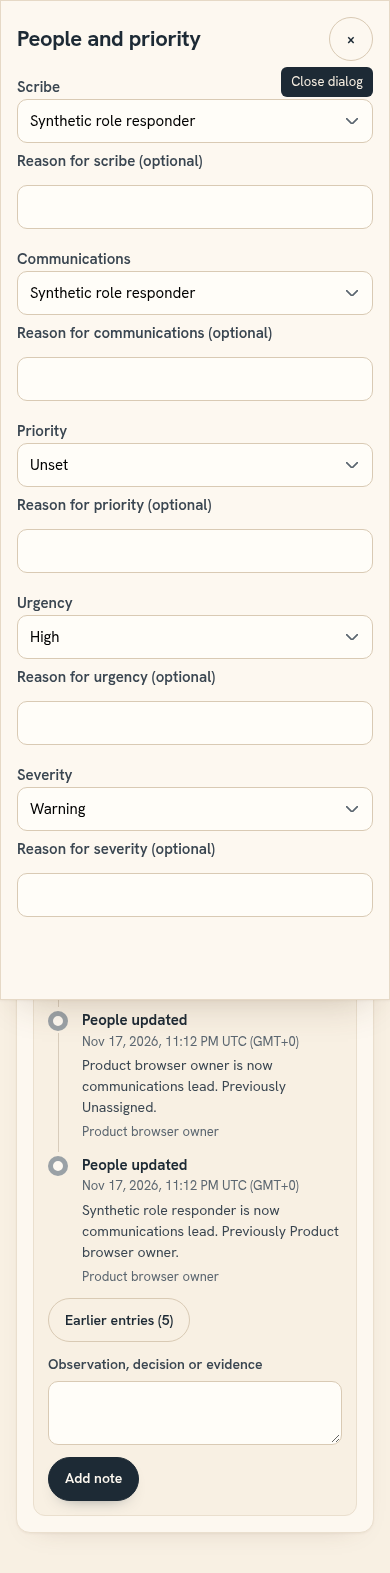 People and priority
×
Close dialog
Scribe
Synthetic role responder
Reason for scribe (optional)
Communications
Synthetic role responder
Reason for communications (optional)
Priority
Unset
Reason for priority (optional)
Urgency
High
Reason for urgency (optional)
Severity
Warning
Reason for severity (optional)
People updated
Nov 17, 2026, 11:12 PM UTC (GMT+0)
Product browser owner is now
communications lead. Previously
Unassigned.
Product browser owner
People updated
Nov 17, 2026, 11:12 PM UTC (GMT+0)
Synthetic role responder is now
communications lead. Previously Product
browser owner.
Product browser owner
Earlier entries (5)
Observation, decision or evidence
Add note